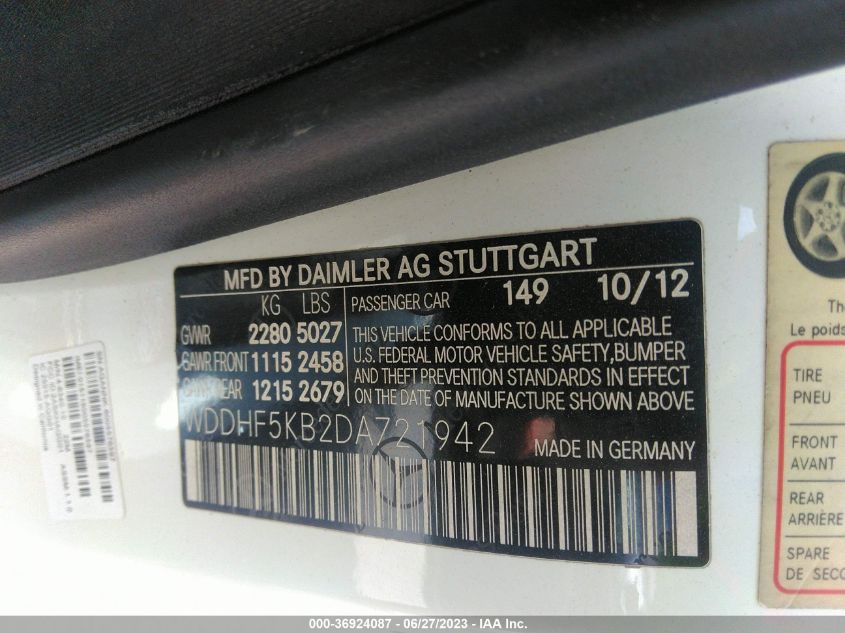 MFD BY DAIMLER AG STUTTGART
KG LBS
PASSENGER CAR 149 10/12
GVWR 2280 5027
GAWR FRONT 1115 2458
GAWR REAR 1215 2679
THIS VEHICLE CONFORMS TO ALL APPLICABLE
U.S. FEDERAL MOTOR VEHICLE SAFETY, BUMPER
AND THEFT PREVENTION STANDARDS IN EFFECT
ON THE DATE OF MANUFACTURE SHOWN ABOVE.
WDDHF5KB2DA721942
MADE IN GERMANY
Le poids
TIRE
PNEU
FRONT
AVANT
REAR
ARRIÈRE
SPARE
000-36924087 - 06/27/2023 - IAA Inc.